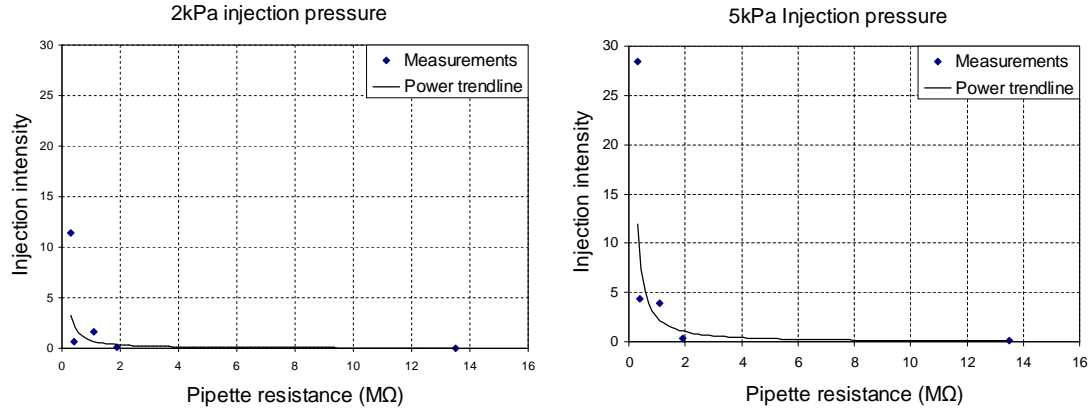 2kPa injection pressure
30
25
20
15
10
5
0
Injection intensity
Measurements
Power trendline
0 2 4 6 8 10 12 14 16
Pipette resistance (MΩ)
5kPa Injection pressure
30
25
20
15
10
5
0
Injection intensity
Measurements
Power trendline
0 2 4 6 8 10 12 14 16
Pipette resistance (MΩ)